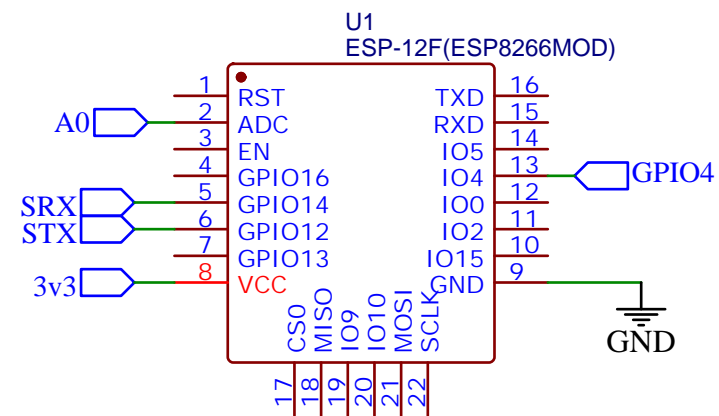 U1
ESP-12F(ESP8266MOD)
1 RST TXD 16
A0 2 ADC RXD 15
3 EN IO5 14
4 GPIO16 IO4 13 GPIO4
SRX 5 GPIO14 IO0 12
STX 6 GPIO12 IO2 11
7 GPIO13 IO15 10
3v3 8 VCC GND 9
GND
CS0 MISO IO9 IO10 MOSI SCLK
17 18 19 20 21 22